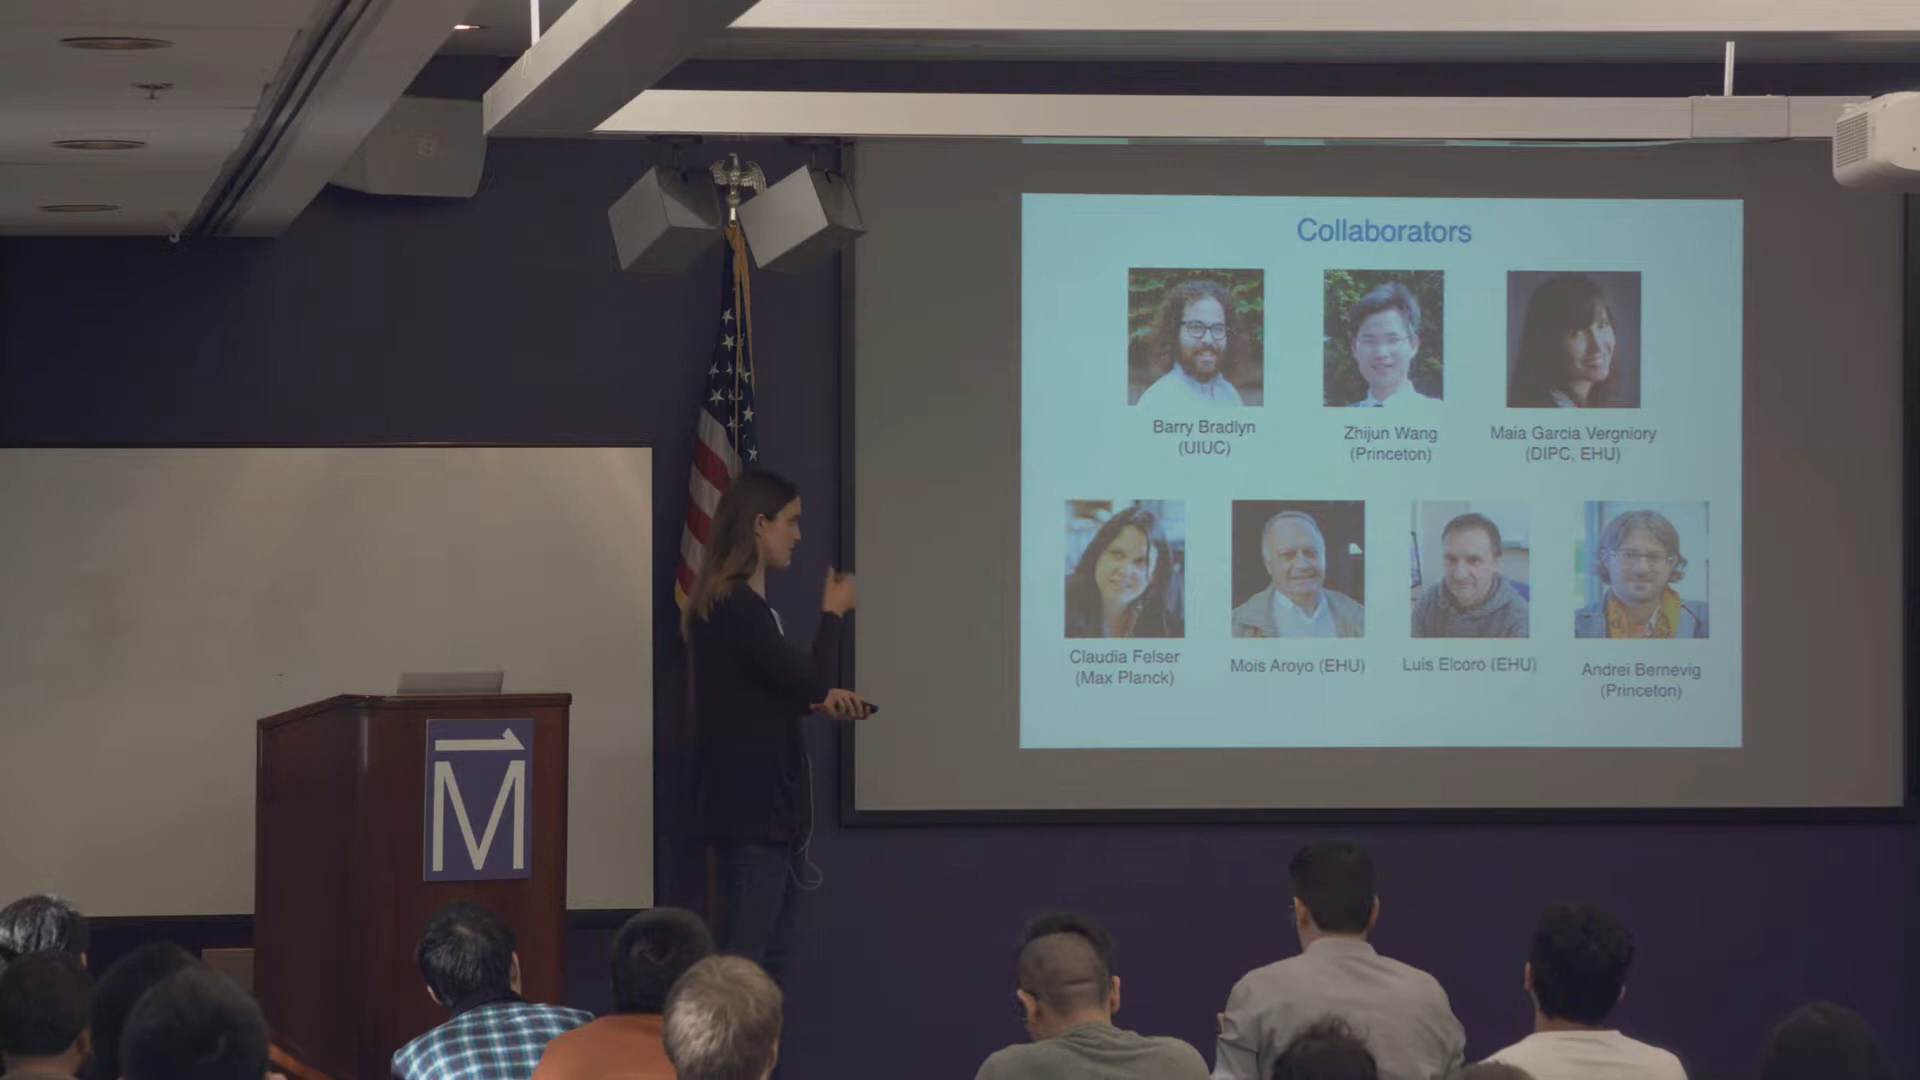 Collaborators
Barry Bradlyn
(UIUC)
Zhijun Wang
(Princeton)
Maia Garcia Vergniory
(DIPC, EHU)
Claudia Felser
(Max Planck)
Mois Aroyo (EHU)
Luis Elcoro (EHU)
Andrei Bernevig
(Princeton)
M